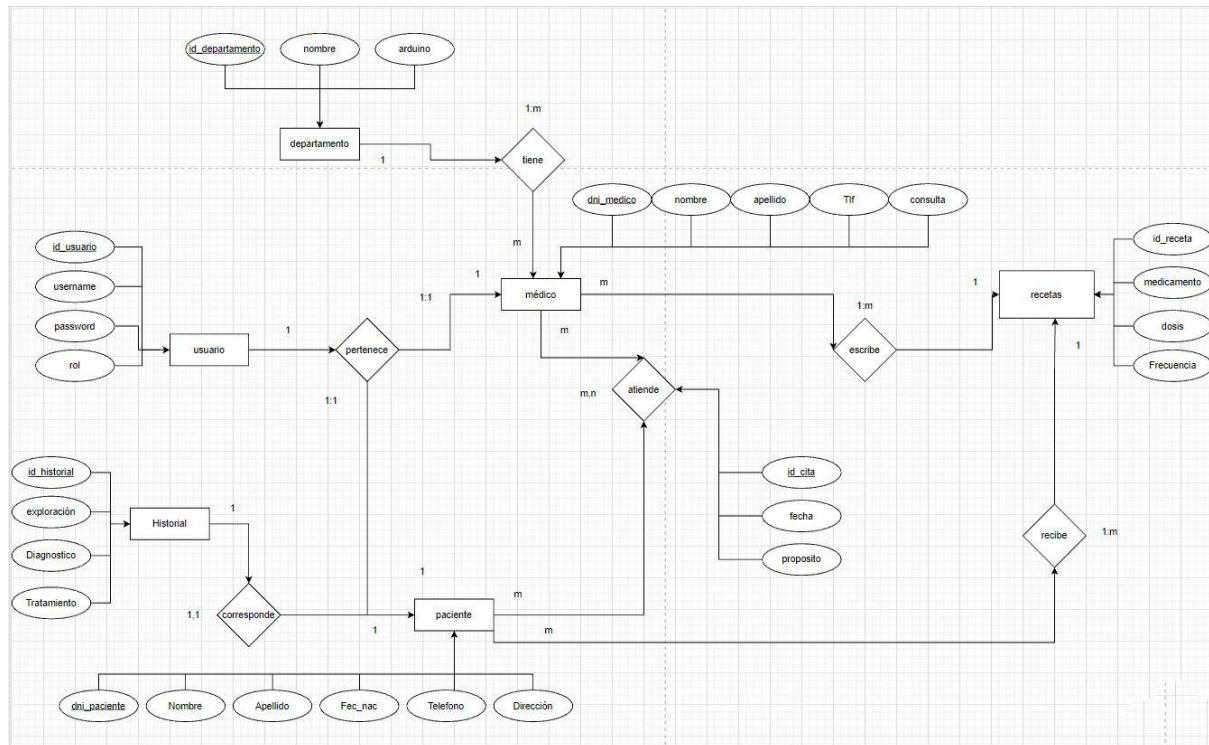 id_departamento
nombre
arduino
1:m
departamento
1
tiene
m
dni_medico
nombre
apellido
Tlf
consulta
id_usuario
username
password
rol
usuario
1
pertenece
1:1
1:1
1
médico
m
m
1:m
escribe
1
recetas
1
id_receta
medicamento
dosis
Frecuencia
m,n
atiende
id_cita
fecha
proposito
id_historial
exploración
Diagnostico
Tratamiento
Historial
1
1,1
corresponde
1
1
paciente
m
m
recibe
1:m
dni_paciente
Nombre
Apellido
Fec_nac
Telefono
Dirección